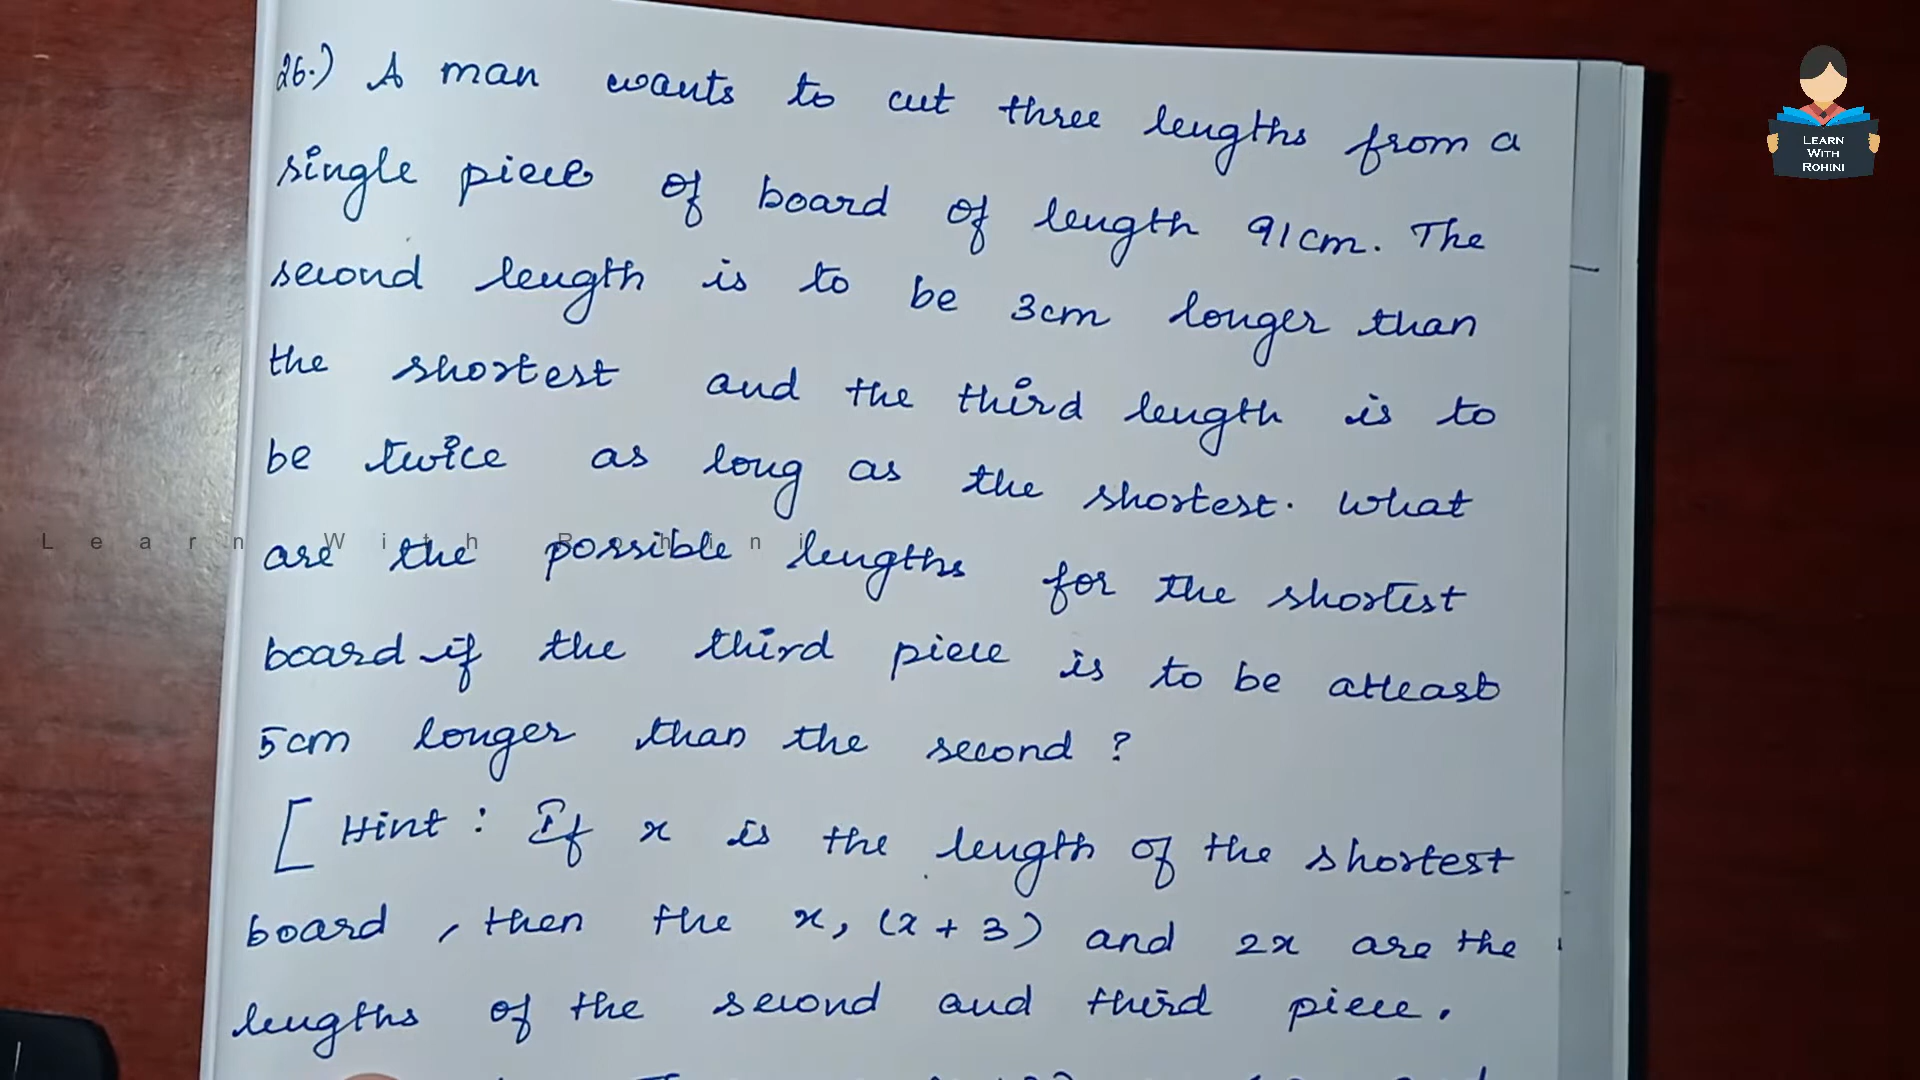 26.) A man wants to cut three lengths from a
single piece of board of length 91cm. The
second length is to be 3cm longer than
the shortest and the third length is to
be twice as long as the shortest. What
are the possible lengths for the shortest
board if the third piece is to be atleast
5cm longer than the second ?
[ Hint : If x is the length of the shortest
board, then the x, (x + 3) and 2x are the
lengths of the second and third piece.
LEARN
WITH
ROHINI
Learn With Rohini